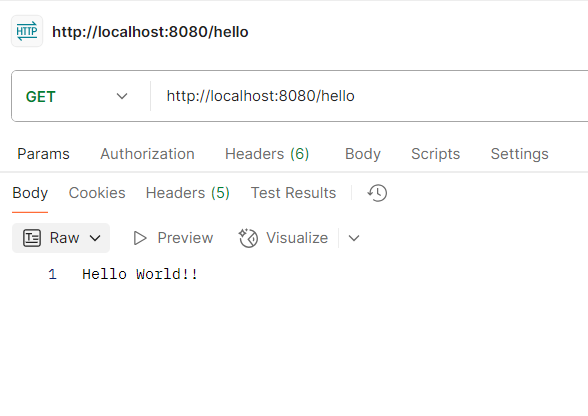 HTTP http://localhost:8080/hello
GET http://localhost:8080/hello
Params Authorization Headers (6) Body Scripts Settings
Body Cookies Headers (5) Test Results
Raw Preview Visualize
1 Hello World!!